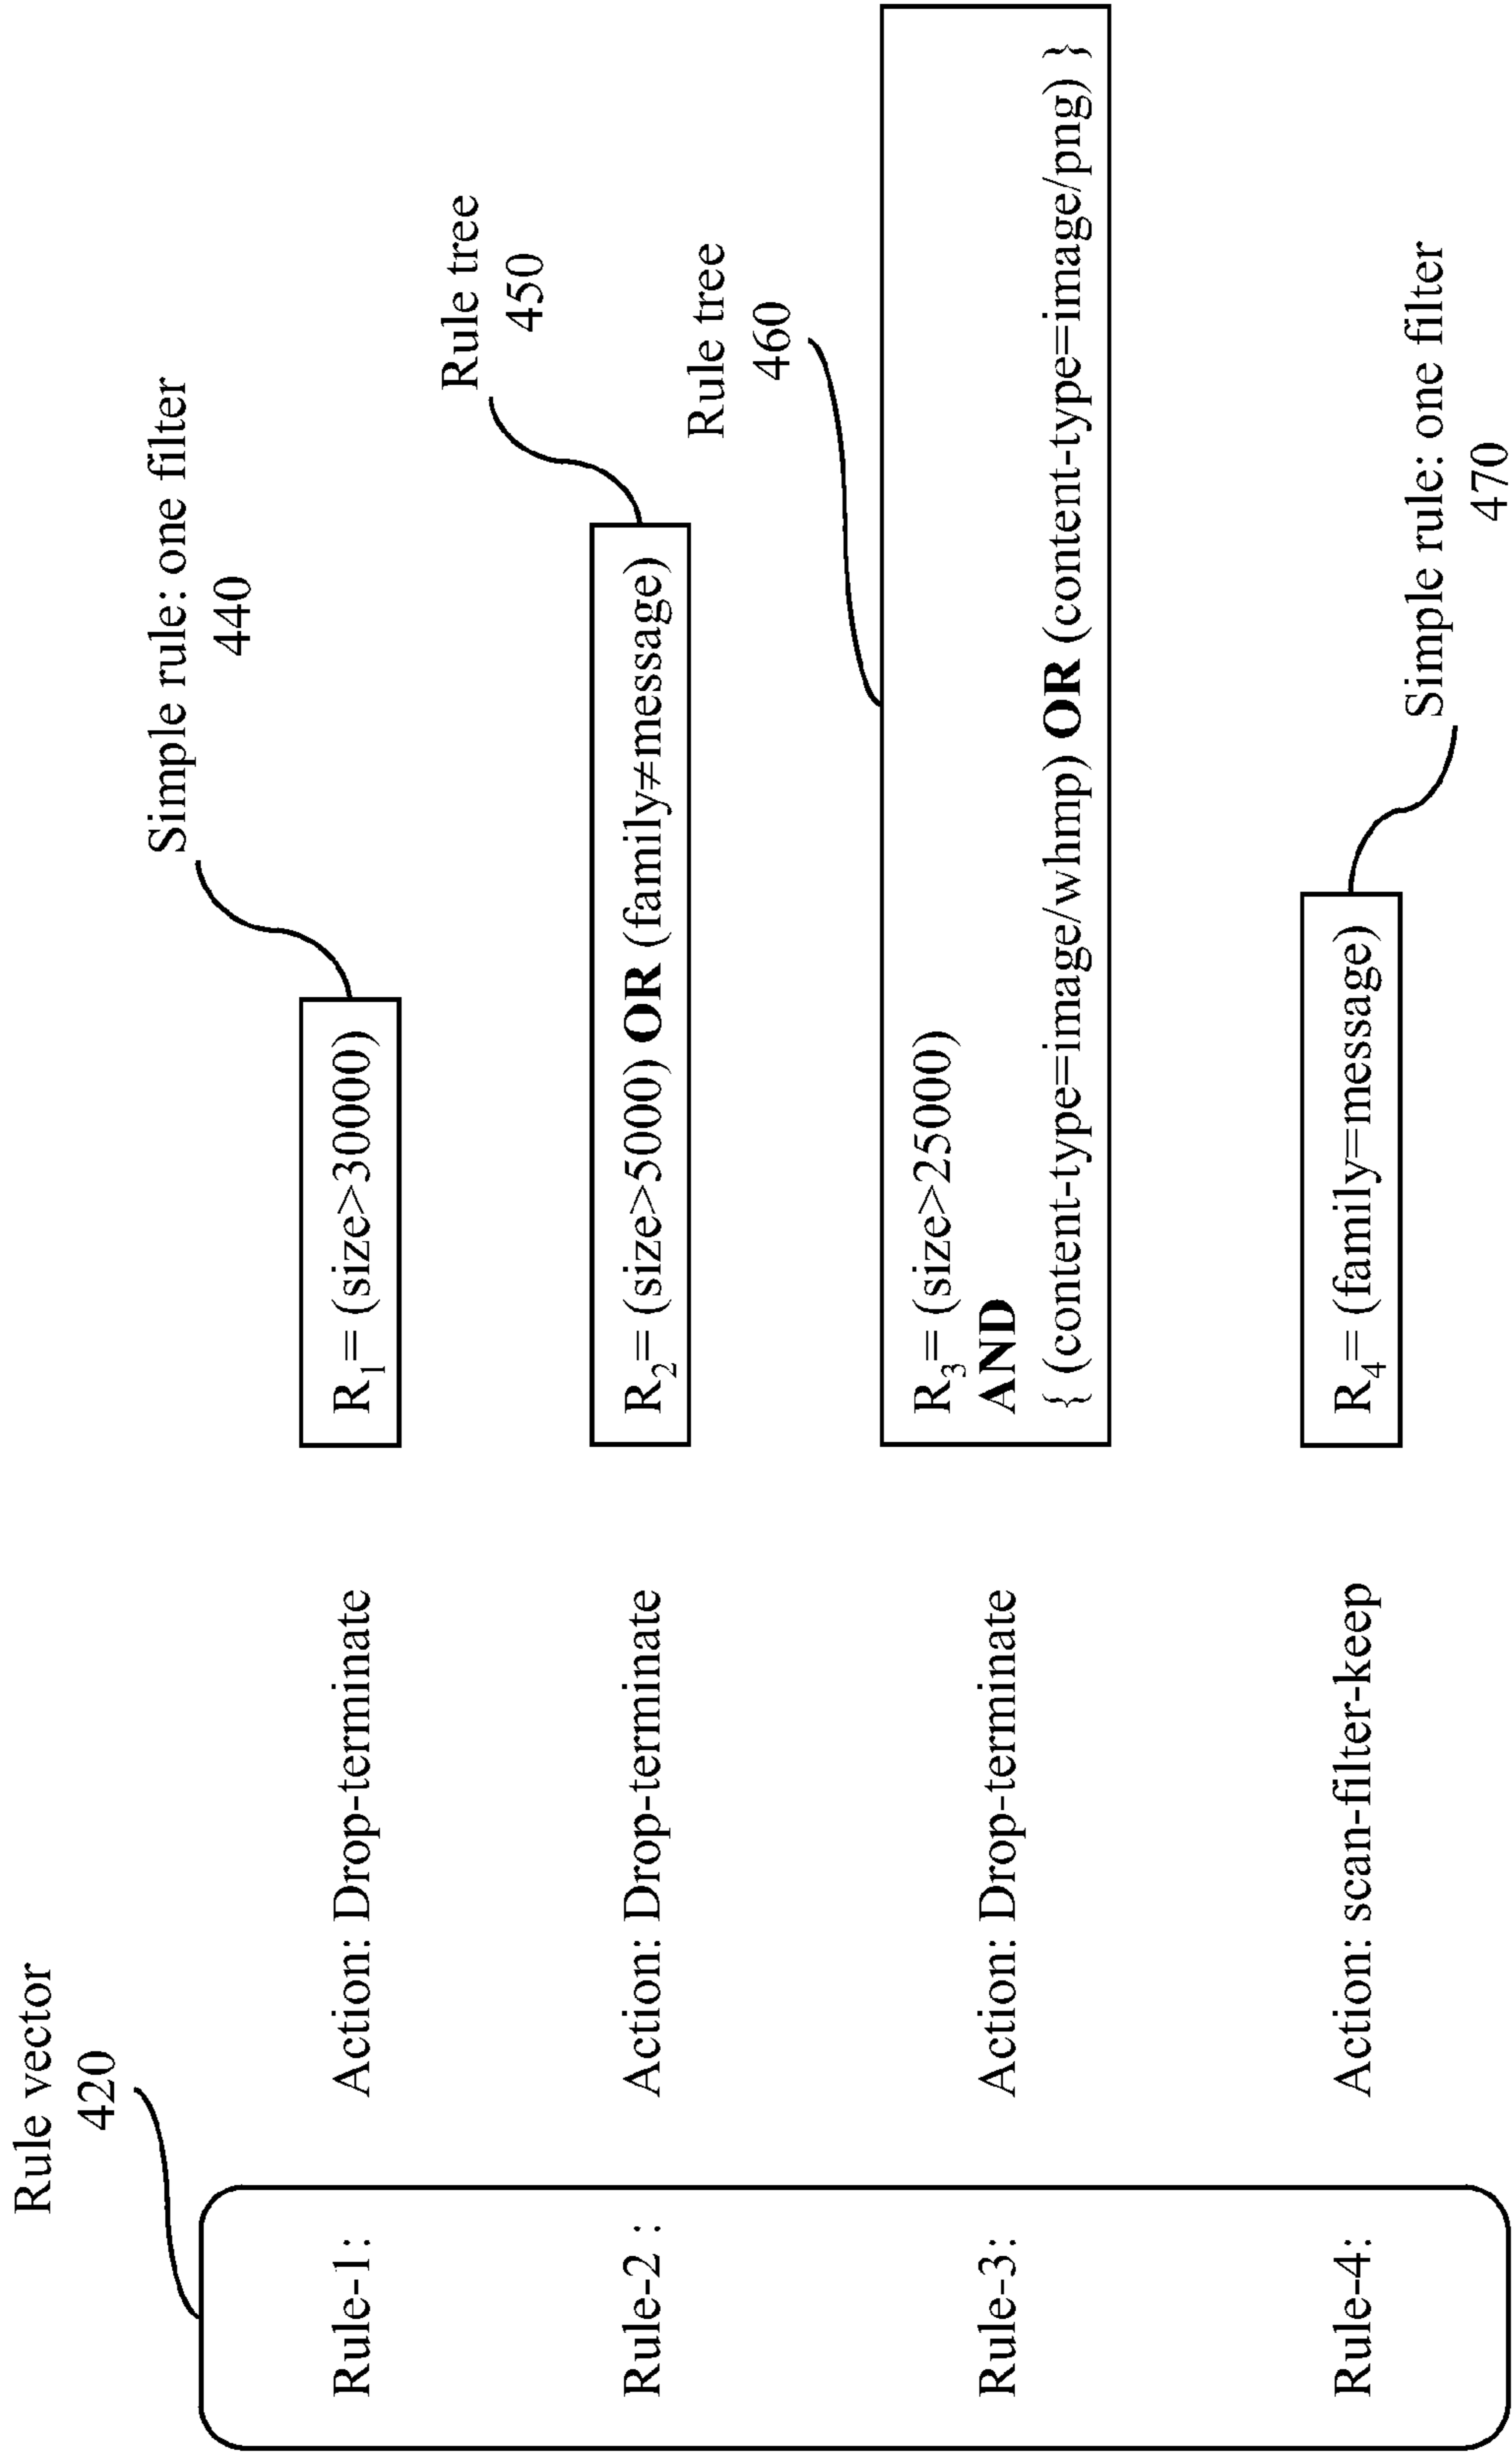 Rule vector
420
Simple rule: one filter
440
Rule-1:
Action: Drop-terminate
R1= (size>30000)
Rule tree
450
Rule-2 :
Action: Drop-terminate
R2= (size>5000) OR (family≠message)
Rule tree
460
Rule-3:
Action: Drop-terminate
R3= (size>25000)
AND
{ (content-type=image/whmp) OR (content-type=image/png) }
Rule-4:
Action: scan-filter-keep
R4= (family=message)
Simple rule: one filter
470